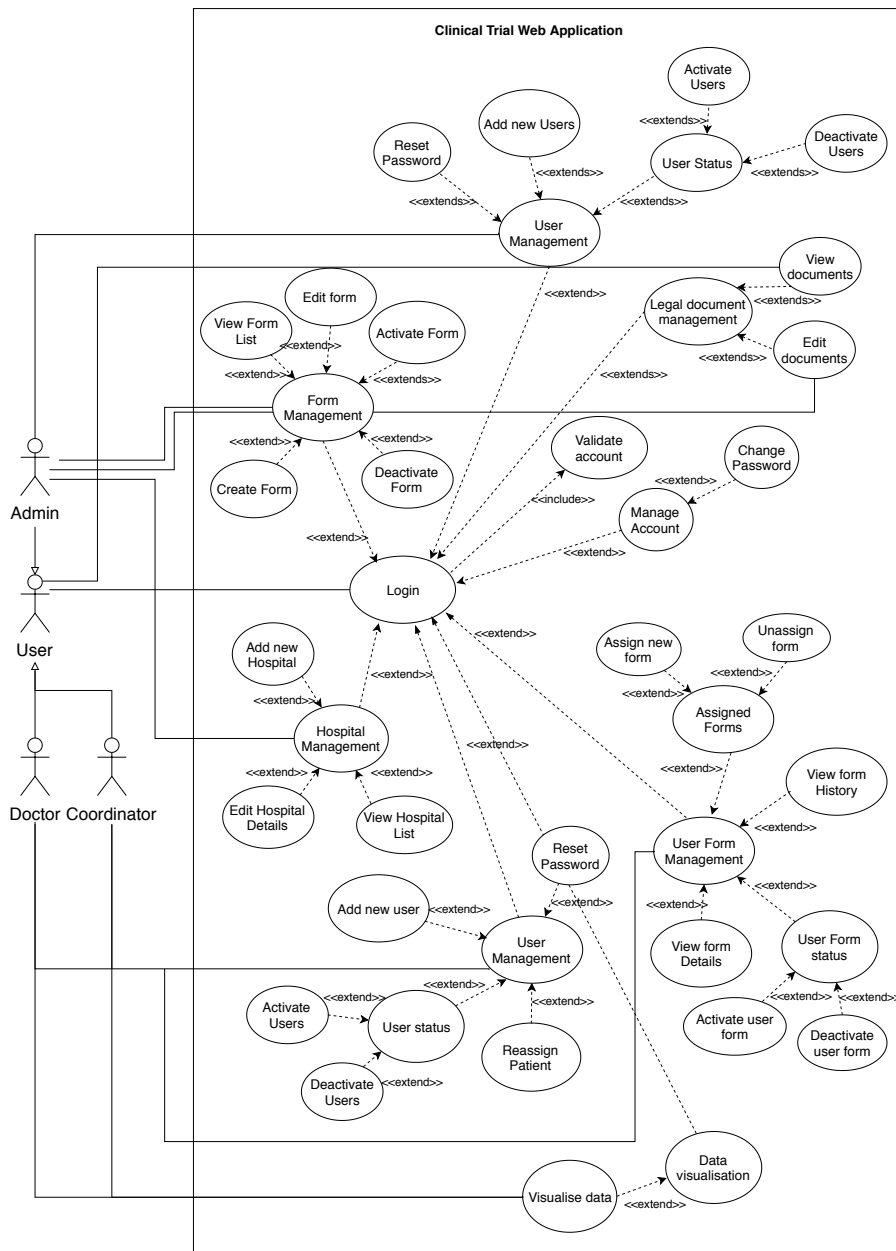 Clinical Trial Web Application
Activate
Users
<<extends>>
Add new Users
Reset
Password
<<extends>>
<<extends>>
User Status
Deactivate
Users
<<extends>>
<<extends>>
User
Management
<<extend>>
View
documents
Legal document
management
<<extends>>
Edit
documents
<<extends>>
<<extends>>
Edit form
View Form
List
<<extend>>
Activate Form
<<extend>>
<<extends>>
Form
Management
<<extend>>
<<extend>>
Create Form
Deactivate
Form
<<extend>>
Validate
account
<<include>>
Change
Password
<<extend>>
Manage
Account
<<extend>>
Admin
Login
User
Add new
Hospital
<<extend>>
<<extend>>
<<extend>>
Assign new
form
Unassign
form
<<extend>>
<<extend>>
Assigned
Forms
<<extend>>
Hospital
Management
<<extend>>
<<extend>>
<<extend>>
Edit Hospital
Details
View Hospital
List
Doctor
Coordinator
View form
History
<<extend>>
User Form
Management
<<extend>>
<<extend>>
View form
Details
User Form
status
<<extend>>
<<extend>>
Activate user
form
Deactivate
user form
Reset
Password
<<extend>>
Add new user
<<extend>>
User
Management
<<extend>>
<<extend>>
Activate
Users
<<extend>>
User status
Deactivate
Users
<<extend>>
Reassign
Patient
Data
visualisation
Visualise data
<<extend>>